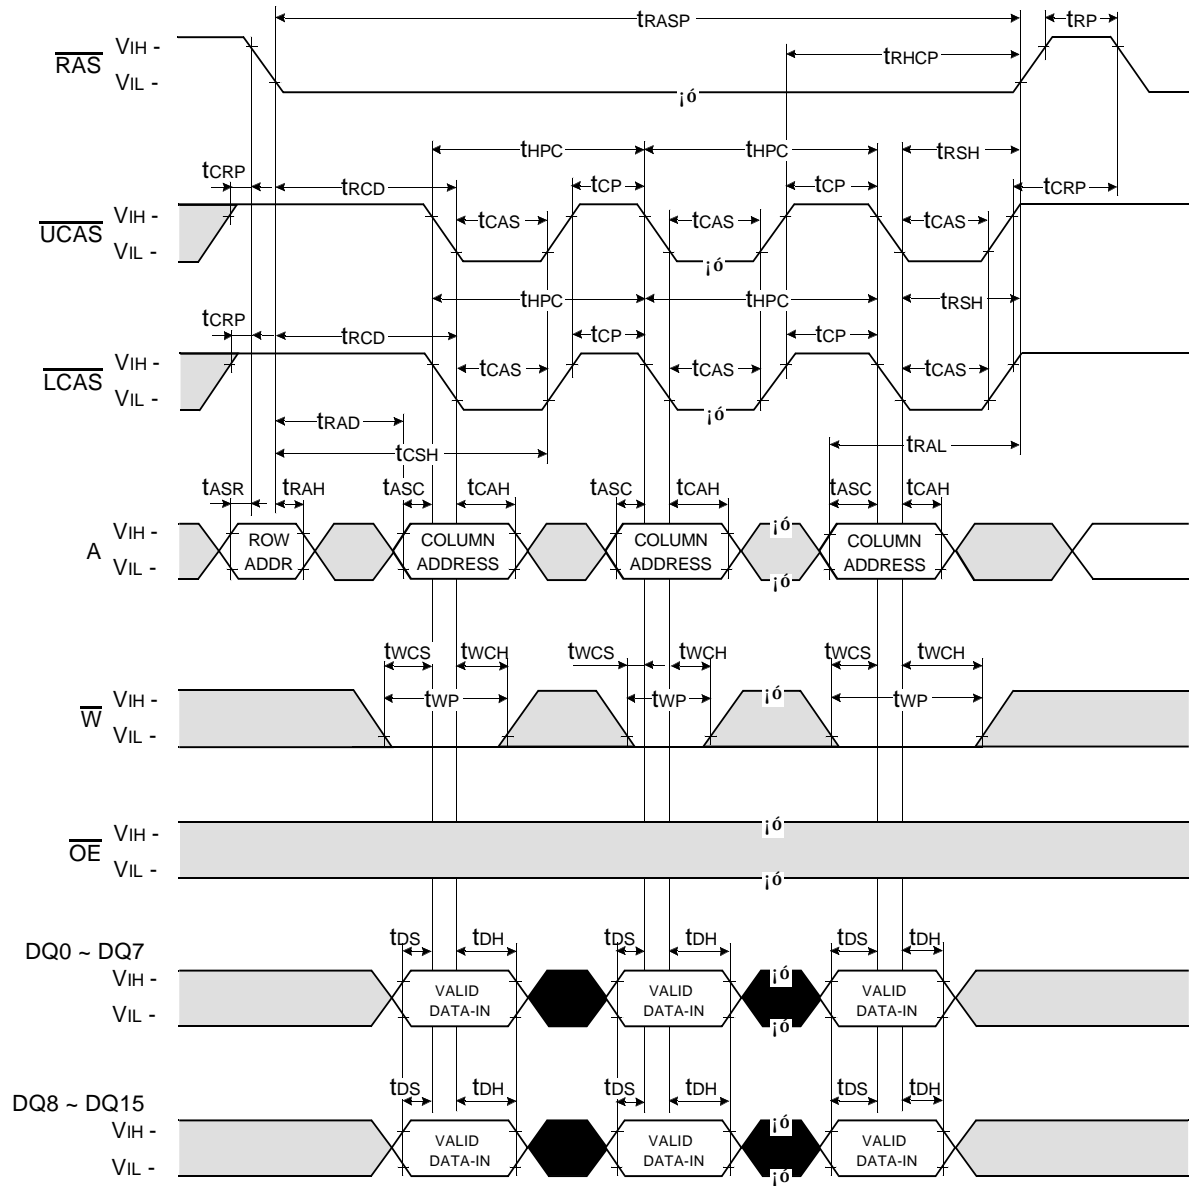 tRASP
tRP
RAS
VIH -
VIL -
tRHCP
¡ó
tHPC
tHPC
tRSH
tCRP
tRCD
tCP
tCP
tCRP
UCAS
VIH -
VIL -
tCAS
tCAS
tCAS
¡ó
tHPC
tHPC
tRSH
tCRP
tRCD
tCP
tCP
LCAS
VIH -
VIL -
tCAS
tCAS
tCAS
¡ó
tRAD
tCSH
tRAL
tASR
tRAH
tASC
tCAH
tASC
tCAH
tASC
tCAH
A
VIH -
VIL -
ROW
ADDR
COLUMN
ADDRESS
COLUMN
ADDRESS
¡ó
¡ó
COLUMN
ADDRESS
tWCS
tWCH
tWCS
tWCH
tWCS
tWCH
W
VIH -
VIL -
tWP
tWP
¡ó
tWP
OE
VIH -
VIL -
¡ó
¡ó
DQ0 ~ DQ7
VIH -
VIL -
tDS
tDH
tDS
tDH
tDS
tDH
VALID
DATA-IN
VALID
DATA-IN
¡ó
¡ó
VALID
DATA-IN
DQ8 ~ DQ15
VIH -
VIL -
tDS
tDH
tDS
tDH
tDS
tDH
VALID
DATA-IN
VALID
DATA-IN
¡ó
¡ó
VALID
DATA-IN